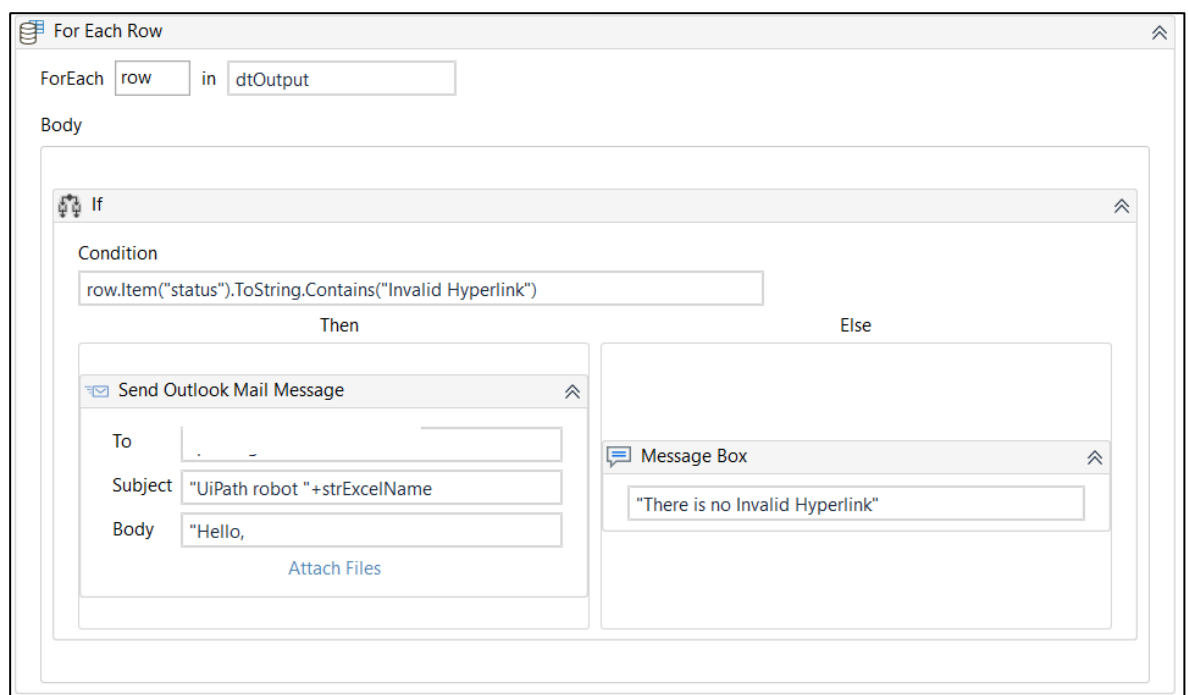 For Each Row
ForEach row in dtOutput
Body
If
Condition
row.Item("status").ToString.Contains("Invalid Hyperlink")
Then Else
Send Outlook Mail Message
To
Subject "UiPath robot "+strExcelName
Body "Hello,
Attach Files
Message Box
"There is no Invalid Hyperlink"